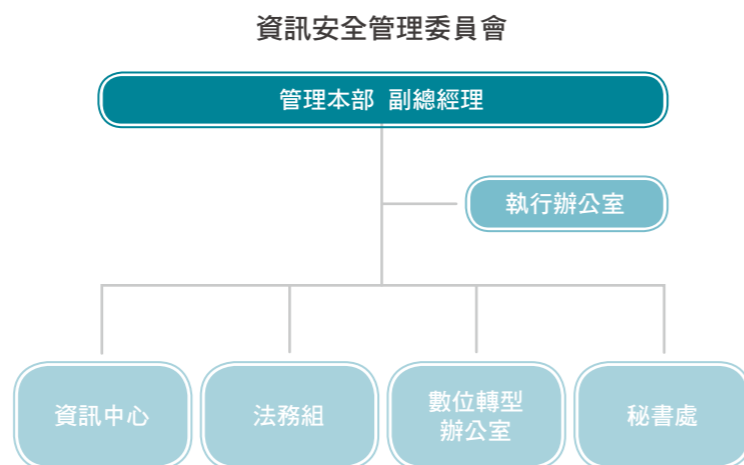 資訊安全管理委員會
管理本部 副總經理
執行辦公室
資訊中心
法務組
數位轉型
辦公室
秘書處